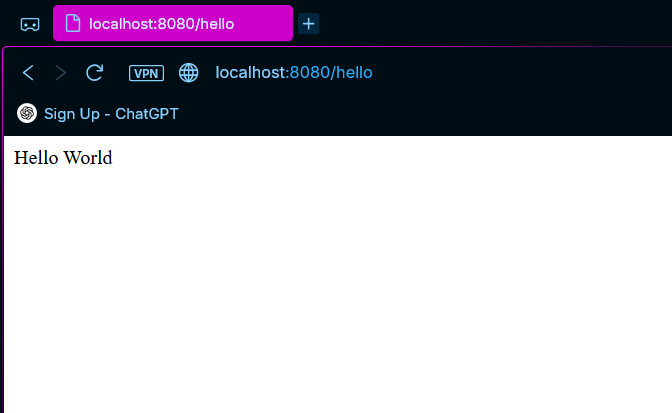 localhost:8080/hello
VPN
localhost:8080/hello
Sign Up - ChatGPT
Hello World